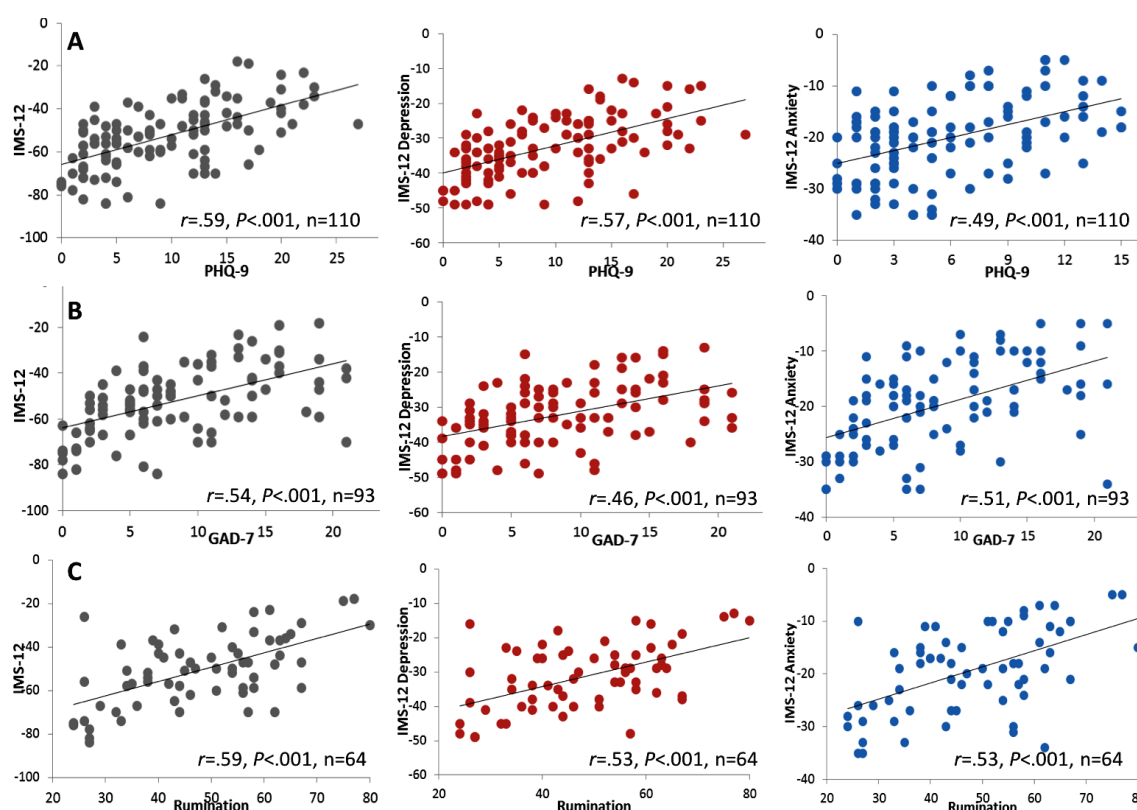 A
0
-20
-40
-60
-80
-100
IMS-12
r=.59, P<.001, n=110
0 5 10 15 20 25
PHQ-9
0
-10
-20
-30
-40
-50
-60
IMS-12 Depression
r=.57, P<.001, n=110
0 5 10 15 20 25
PHQ-9
0
-10
-20
-30
-40
IMS-12 Anxiety
r=.49, P<.001, n=110
0 3 6 9 12 15
PHQ-9
B
-20
-40
-60
-80
-100
IMS-12
r=.54, P<.001, n=93
0 5 10 15 20
GAD-7
0
-10
-20
-30
-40
-50
-60
IMS-12 Depression
r=.46, P<.001, n=93
0 5 10 15 20
GAD-7
0
-10
-20
-30
-40
IMS-12 Anxiety
r=.51, P<.001, n=93
0 5 10 15 20
GAD-7
C
0
-20
-40
-60
-80
-100
IMS-12
r=.59, P<.001, n=64
20 30 40 50 60 70 80
Rumination
0
-10
-20
-30
-40
-50
-60
IMS-12 Depression
r=.53, P<.001, n=64
20 40 60 80
Rumination
0
-10
-20
-30
-40
IMS-12 Anxiety
r=.53, P<.001, n=64
20 30 40 50 60 70 80
Rumination